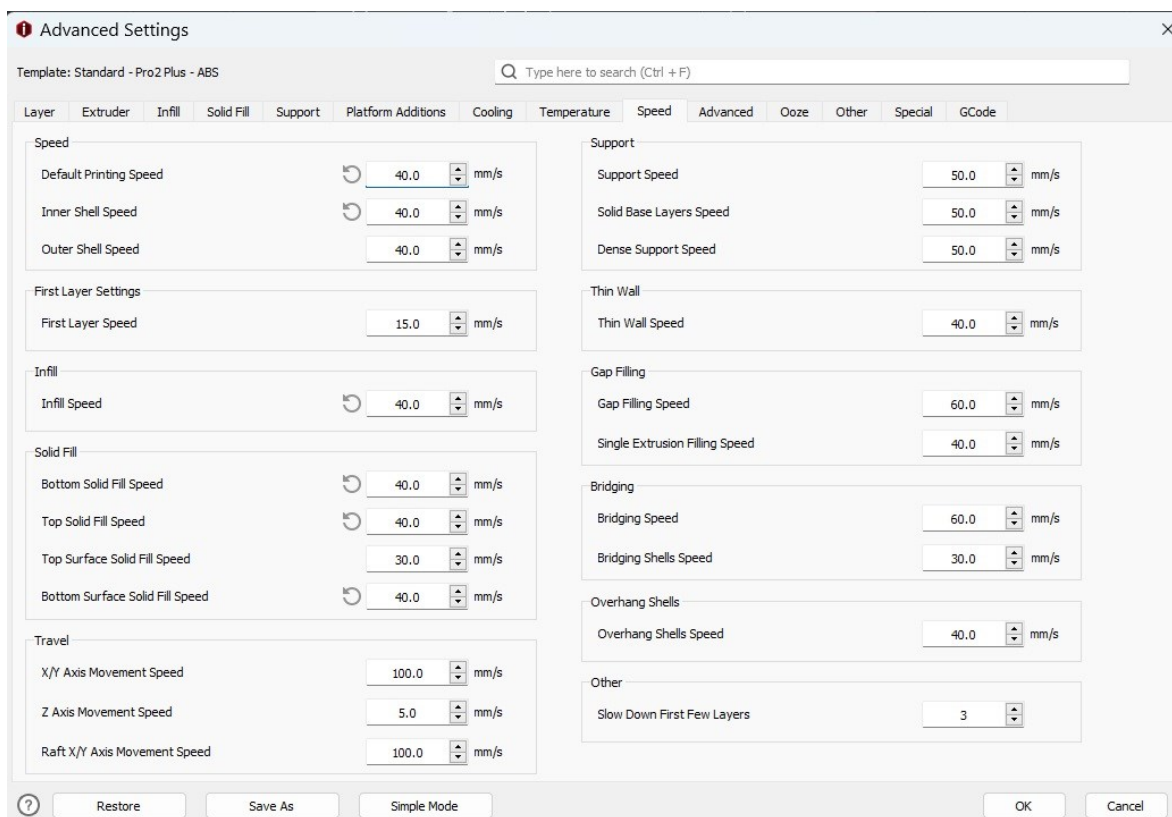 Advanced Settings
Template: Standard - Pro2 Plus - ABS
Type here to search (Ctrl + F)
Layer Extruder Infill Solid Fill Support Platform Additions Cooling Temperature Speed Advanced Ooze Other Special GCode
Speed
Default Printing Speed 40.0 mm/s
Inner Shell Speed 40.0 mm/s
Outer Shell Speed 40.0 mm/s
First Layer Settings
First Layer Speed 15.0 mm/s
Infill
Infill Speed 40.0 mm/s
Solid Fill
Bottom Solid Fill Speed 40.0 mm/s
Top Solid Fill Speed 40.0 mm/s
Top Surface Solid Fill Speed 30.0 mm/s
Bottom Surface Solid Fill Speed 40.0 mm/s
Travel
X/Y Axis Movement Speed 100.0 mm/s
Z Axis Movement Speed 5.0 mm/s
Raft X/Y Axis Movement Speed 100.0 mm/s
Support
Support Speed 50.0 mm/s
Solid Base Layers Speed 50.0 mm/s
Dense Support Speed 50.0 mm/s
Thin Wall
Thin Wall Speed 40.0 mm/s
Gap Filling
Gap Filling Speed 60.0 mm/s
Single Extrusion Filling Speed 40.0 mm/s
Bridging
Bridging Speed 60.0 mm/s
Bridging Shells Speed 30.0 mm/s
Overhang Shells
Overhang Shells Speed 40.0 mm/s
Other
Slow Down First Few Layers 3
? Restore Save As Simple Mode OK Cancel